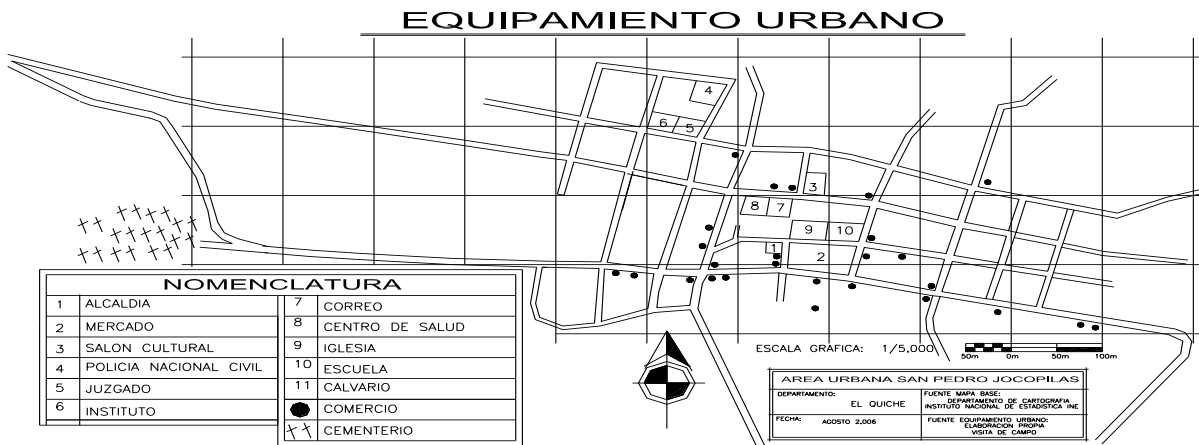 EQUIPAMIENTO URBANO
4
6 5
3
8 7
9 10
1 2
NOMENCLATURA
1 ALCALDIA
2 MERCADO
3 SALON CULTURAL
4 POLICIA NACIONAL CIVIL
5 JUZGADO
6 INSTITUTO
7 CORREO
8 CENTRO DE SALUD
9 IGLESIA
10 ESCUELA
11 CALVARIO
COMERCIO
CEMENTERIO
ESCALA GRAFICA: 1/5,000
50m 0m 50m 100m
AREA URBANA SAN PEDRO JOCOPILAS
DEPARTAMENTO: EL QUICHE
FUENTE MAPA BASE:
DEPARTAMENTO DE CARTOGRAFIA
INSTITUTO NACIONAL DE ESTADISTICA INE
FECHA: AGOSTO 2,006
FUENTE EQUIPAMIENTO URBANO:
ELABORACION PROPIA
VISITA DE CAMPO